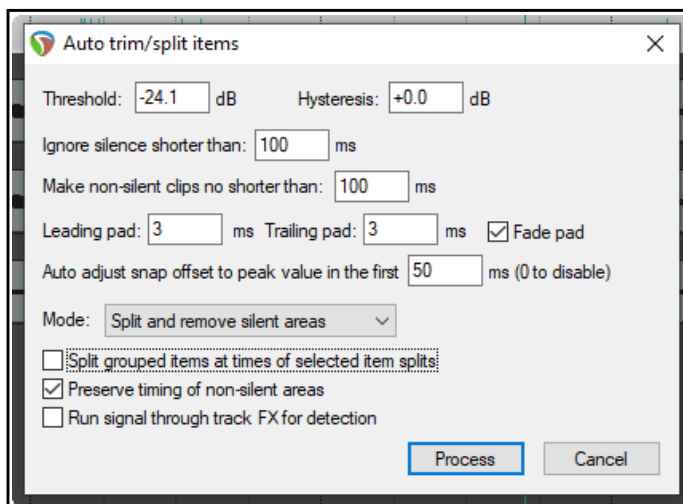 Auto trim/split items
Threshold: -24.1 dB Hysteresis: +0.0 dB
Ignore silence shorter than: 100 ms
Make non-silent clips no shorter than: 100 ms
Leading pad: 3 ms Trailing pad: 3 ms Fade pad
Auto adjust snap offset to peak value in the first 50 ms (0 to disable)
Mode: Split and remove silent areas
Split grouped items at times of selected item splits
Preserve timing of non-silent areas
Run signal through track FX for detection
Process Cancel